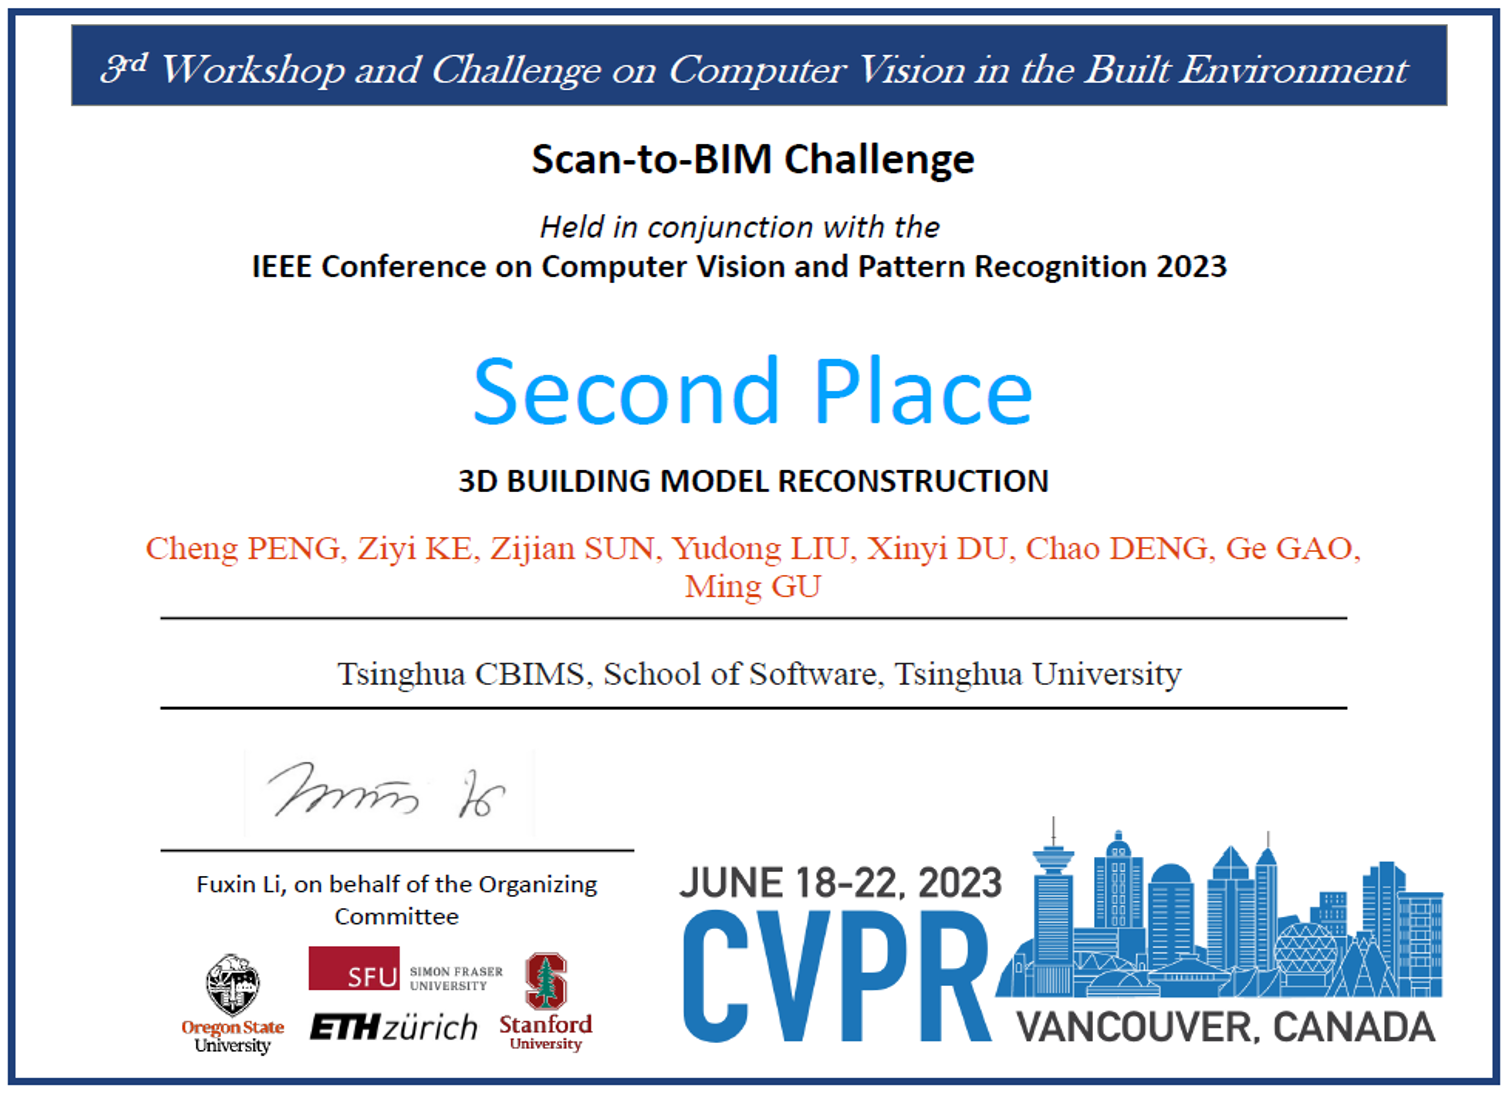 3rd Workshop and Challenge on Computer Vision in the Built Environment
Scan-to-BIM Challenge
Held in conjunction with the
IEEE Conference on Computer Vision and Pattern Recognition 2023
Second Place
3D BUILDING MODEL RECONSTRUCTION
Cheng PENG, Ziyi KE, Zijian SUN, Yudong LIU, Xinyi DU, Chao DENG, Ge GAO,
Ming GU
Tsinghua CBIMS, School of Software, Tsinghua University
Fuxin Li, on behalf of the Organizing
Committee
Oregon State
University
SFU SIMON FRASER
UNIVERSITY
ETH zürich
S
Stanford
University
JUNE 18-22, 2023
CVPR
VANCOUVER, CANADA